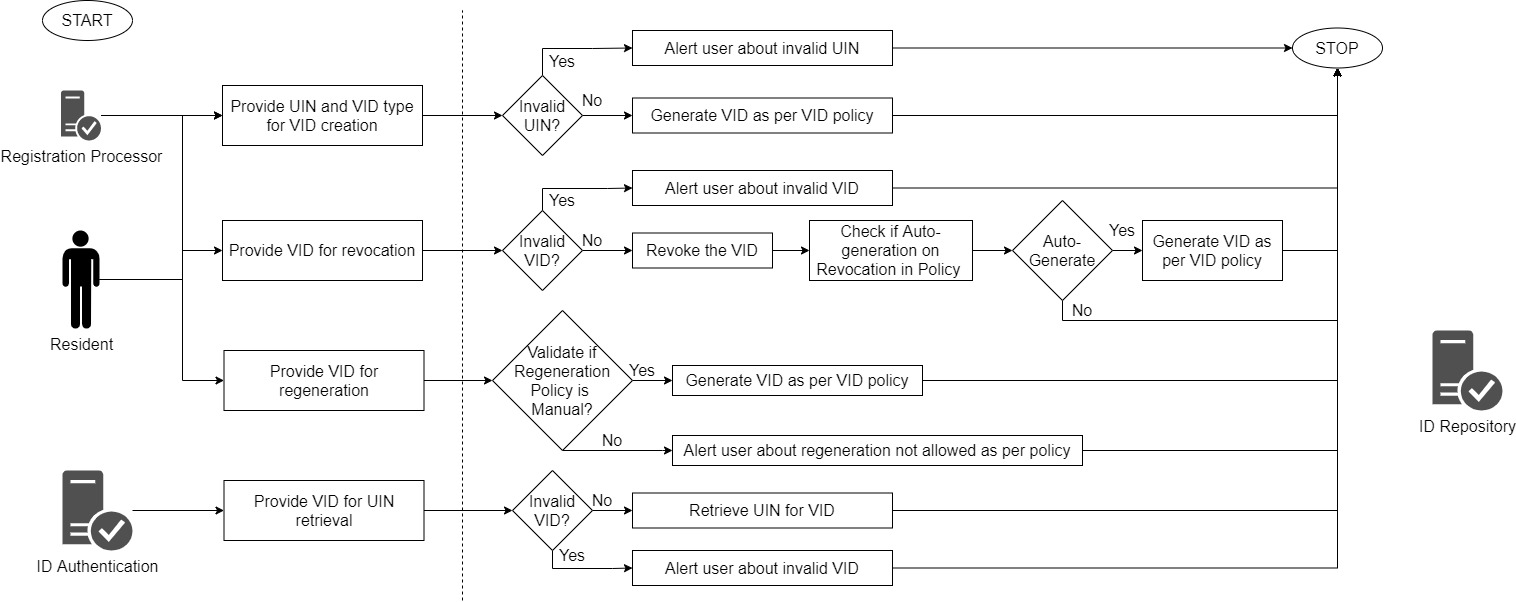 START
Alert user about invalid UIN
STOP
Yes
Provide UIN and VID type
for VID creation
Invalid
UIN?
No
Generate VID as per VID policy
Registration Processor
Alert user about invalid VID
Yes
Provide VID for revocation
Invalid
VID?
No
Revoke the VID
Check if Auto-
generation on
Revocation in Policy
Auto-
Generate
Yes
Generate VID as
per VID policy
No
Resident
Provide VID for
regeneration
Validate if
Regeneration
Policy is
Manual?
Yes
Generate VID as per VID policy
No
Alert user about regeneration not allowed as per policy
ID Repository
Provide VID for UIN
retrieval
Invalid
VID?
No
Retrieve UIN for VID
Yes
Alert user about invalid VID
ID Authentication